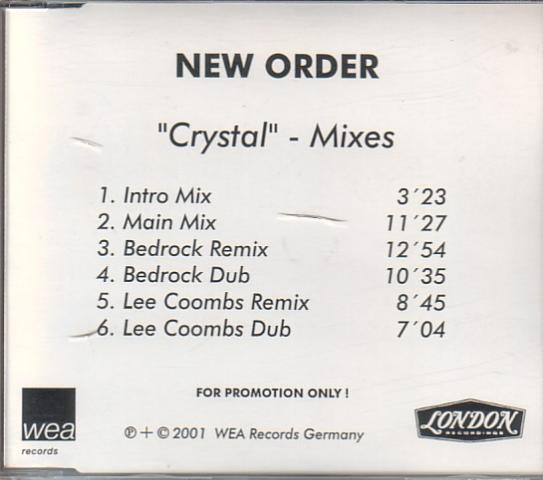 NEW ORDER
"Crystal" - Mixes
1. Intro Mix 3´23
2. Main Mix 11´27
3. Bedrock Remix 12´54
4. Bedrock Dub 10´35
5. Lee Coombs Remix 8´45
6. Lee Coombs Dub 7´04
FOR PROMOTION ONLY !
wea
records
℗ + © 2001 WEA Records Germany
LONDON
RECORDINGS